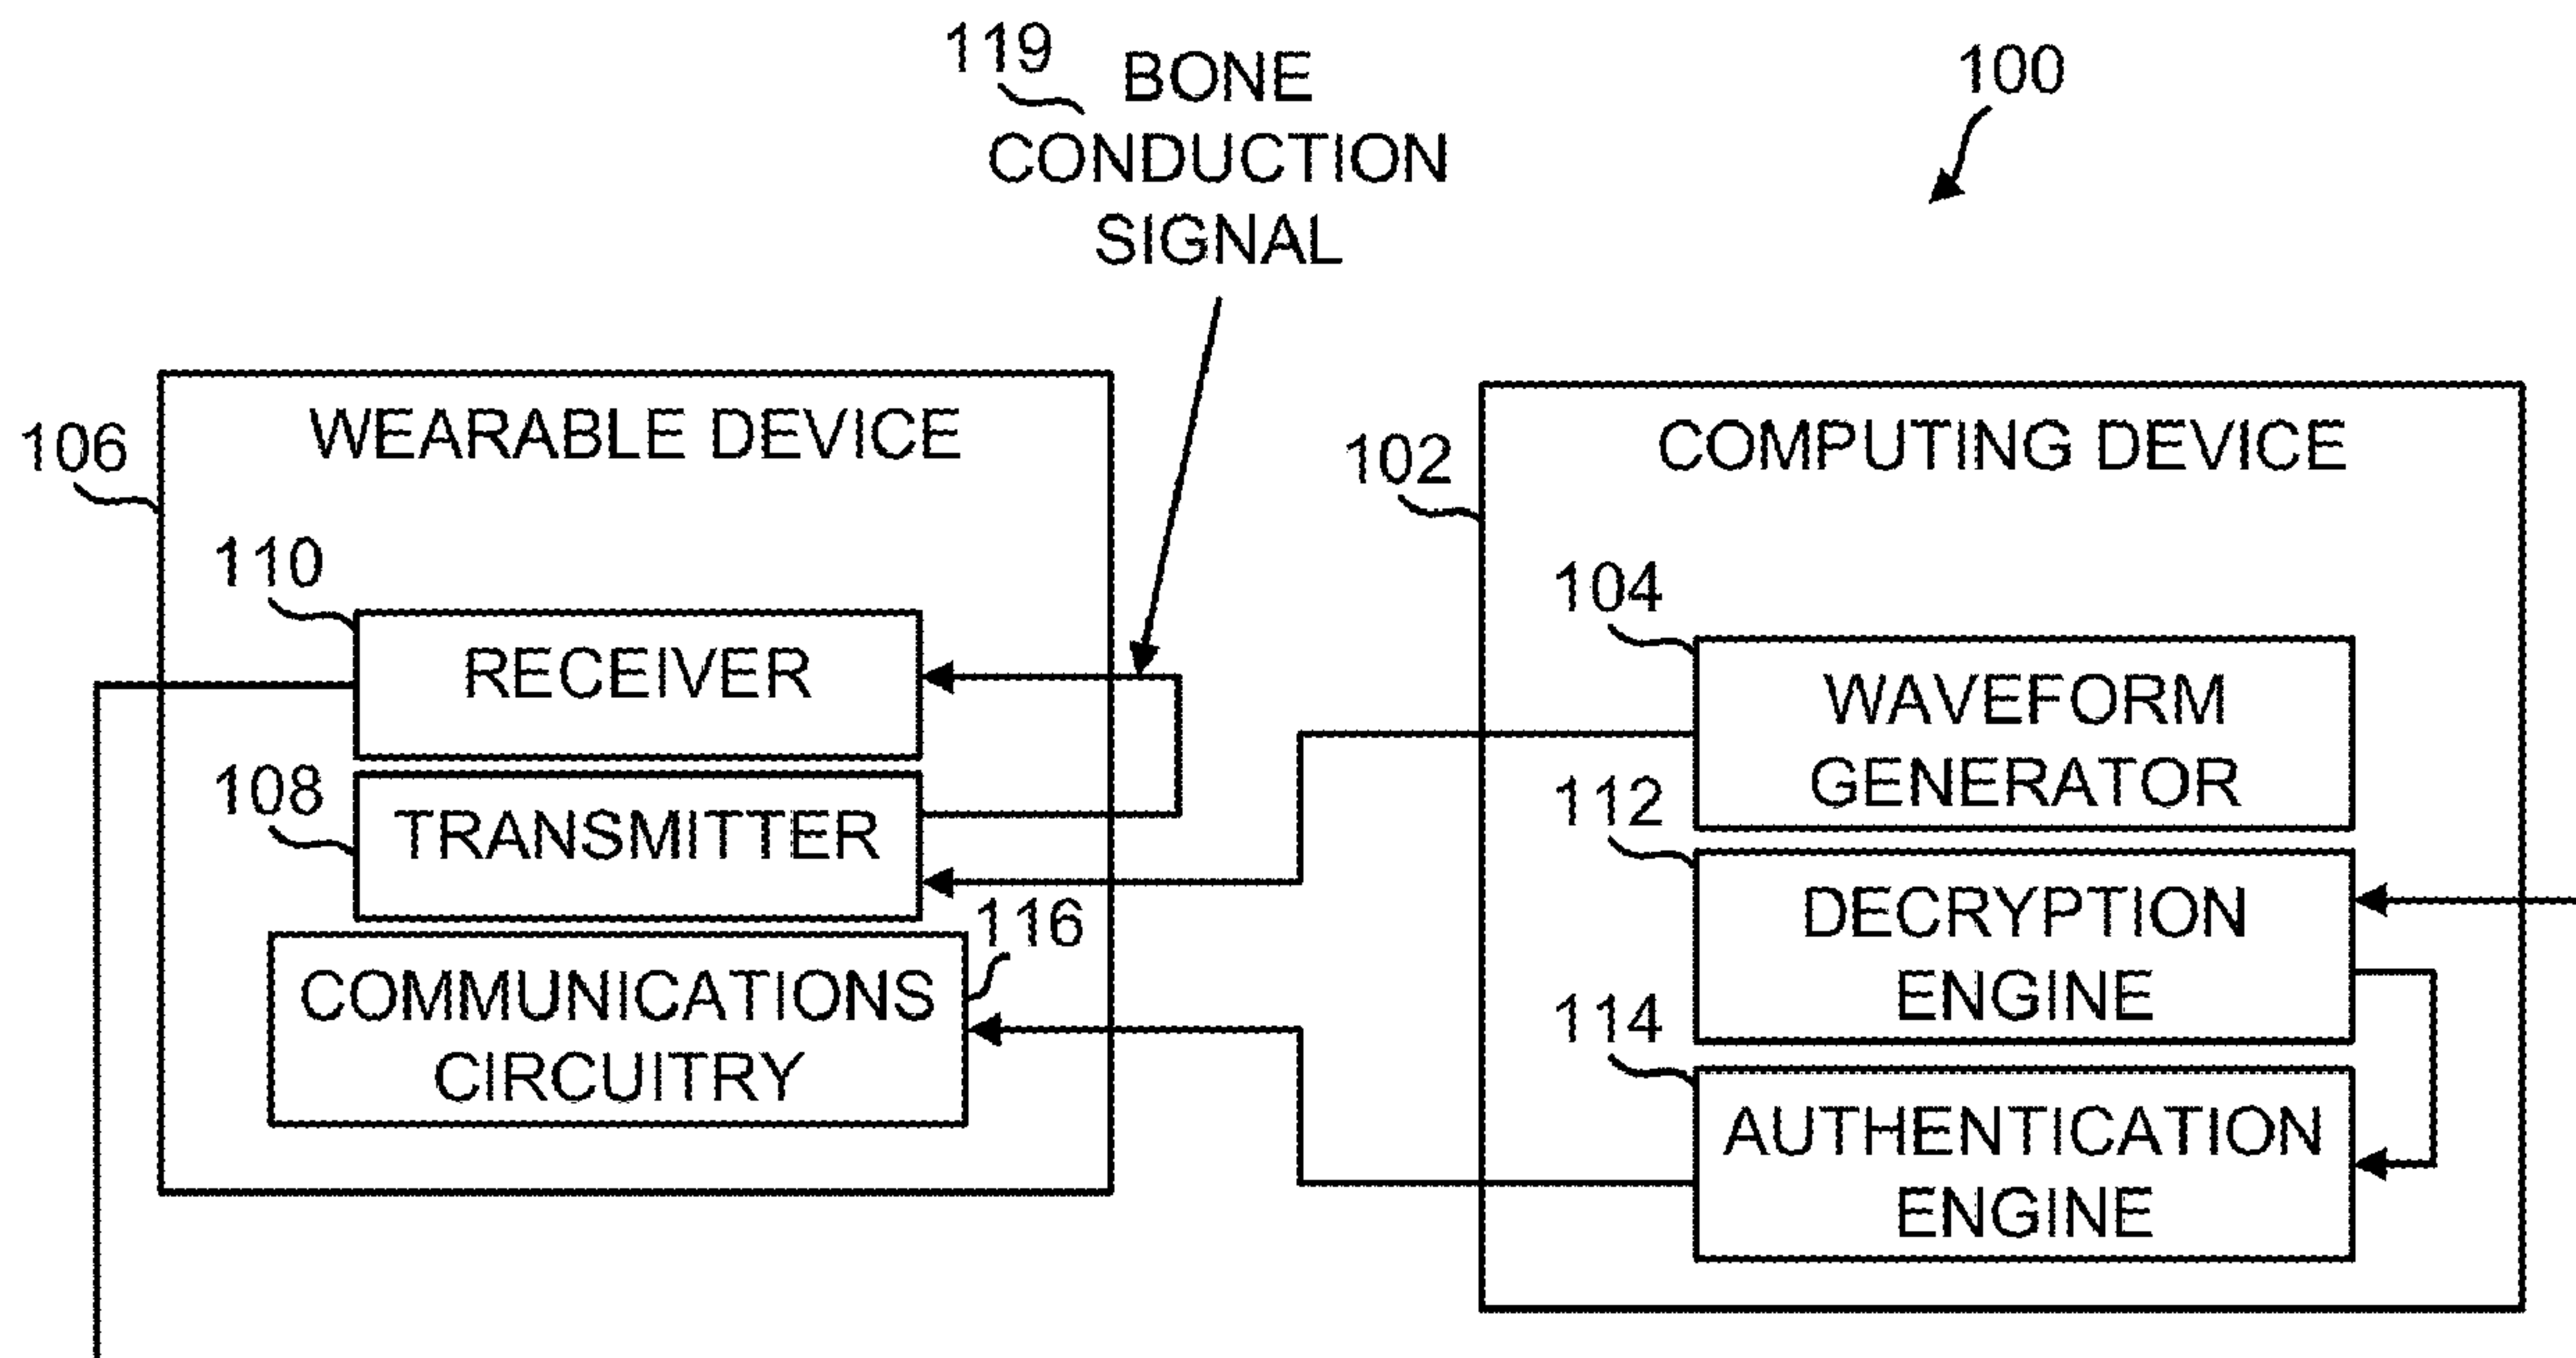 119
BONE
CONDUCTION
SIGNAL
100
106
WEARABLE DEVICE
110
RECEIVER
108
TRANSMITTER
116
COMMUNICATIONS
CIRCUITRY
102
COMPUTING DEVICE
104
WAVEFORM
GENERATOR
112
DECRYPTION
ENGINE
114
AUTHENTICATION
ENGINE